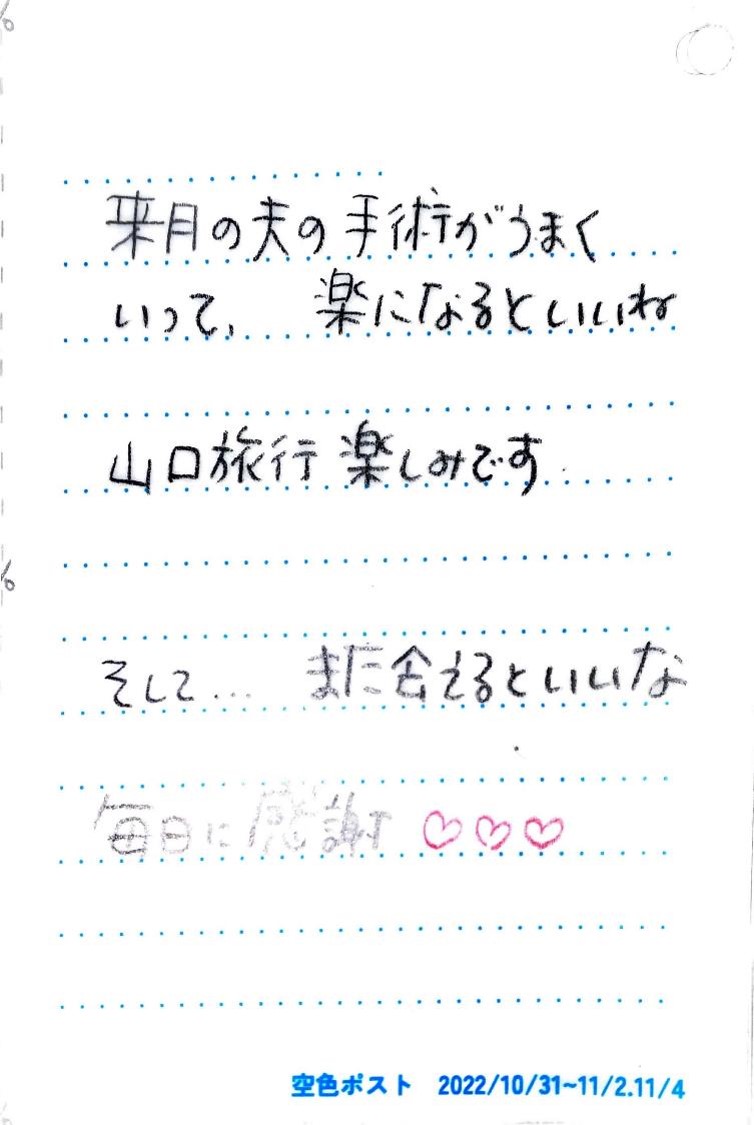 来月の夫の手術がうまく
いって、 楽になるといいね
山口旅行 楽しみです
そして... また会えるといいな
毎日に感謝 ♡♡♡
空色ポスト 2022/10/31~11/2.11/4